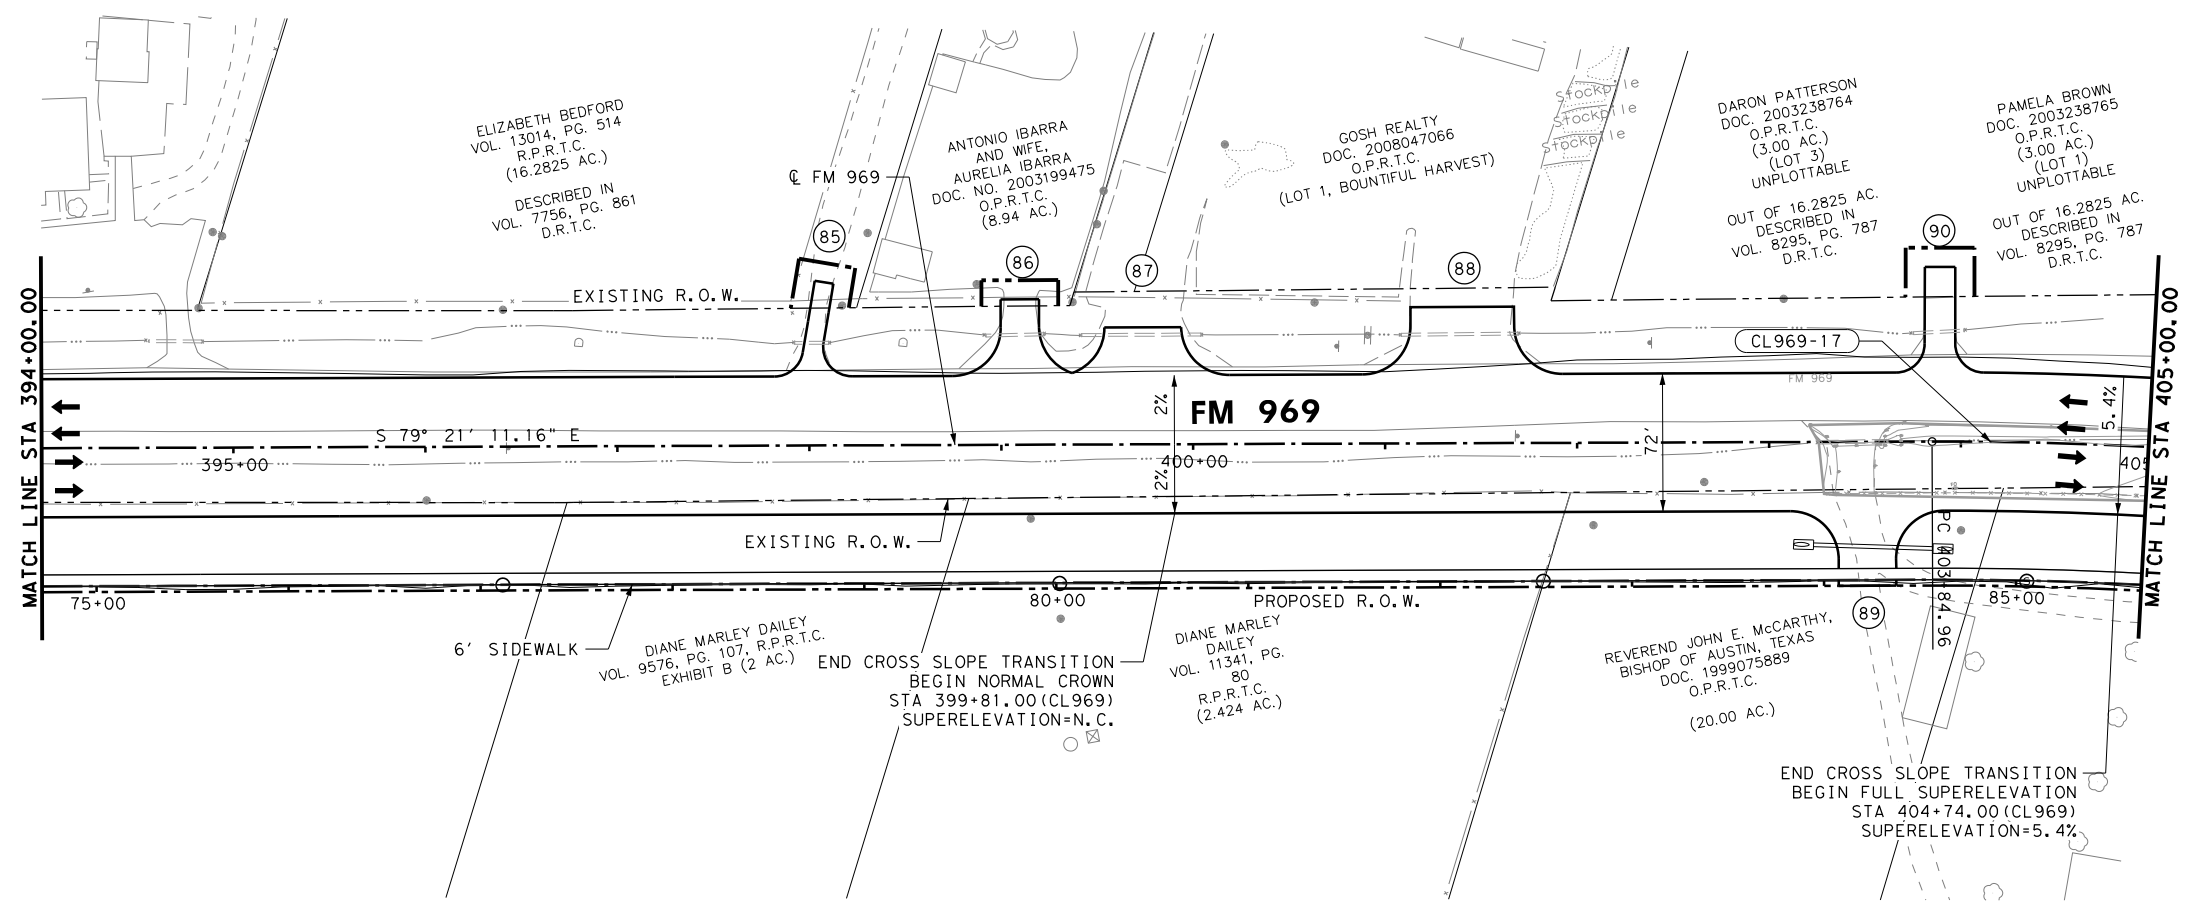 ELIZABETH BEDFORD
VOL. 13014, PG. 514
R.P.R.T.C.
(16.2825 AC.)
DESCRIBED IN
VOL. 7756, PG. 861
D.R.T.C.
℄ FM 969
ANTONIO IBARRA
AND WIFE,
AURELIA IBARRA
DOC. NO. 2003199475
O.P.R.T.C.
(8.94 AC.)
GOSH REALTY
DOC. 2008047066
O.P.R.T.C.
(LOT 1, BOUNTIFUL HARVEST)
Stockpile
Stockpile
Stockpile
DARON PATTERSON
DOC. 2003238764
O.P.R.T.C.
(3.00 AC.)
(LOT 3)
UNPLOTTABLE
OUT OF 16.2825 AC.
DESCRIBED IN
VOL. 8295, PG. 787
D.R.T.C.
PAMELA BROWN
DOC. 2003238765
O.P.R.T.C.
(3.00 AC.)
(LOT 1)
UNPLOTTABLE
OUT OF 16.2825 AC.
DESCRIBED IN
VOL. 8295, PG. 787
D.R.T.C.
85
86
87
88
90
EXISTING R.O.W.
CL969-17
FM 969
MATCH LINE STA 394+00.00
MATCH LINE STA 405+00.00
2%
FM 969
72'
5.4%
S 79° 21' 11.16" E
395+00
400+00
405
2%
EXISTING R.O.W.
PC 403+84.96
75+00
80+00
PROPOSED R.O.W.
85+00
89
6' SIDEWALK
DIANE MARLEY DAILEY
VOL. 9576, PG. 107, R.P.R.T.C.
EXHIBIT B (2 AC.)
END CROSS SLOPE TRANSITION
BEGIN NORMAL CROWN
STA 399+81.00(CL969)
SUPERELEVATION=N.C.
DIANE MARLEY
DAILEY
VOL. 11341, PG.
80
R.P.R.T.C.
(2.424 AC.)
REVEREND JOHN E. McCARTHY,
BISHOP OF AUSTIN, TEXAS
DOC. 1999075889
O.P.R.T.C.
(20.00 AC.)
END CROSS SLOPE TRANSITION
BEGIN FULL SUPERELEVATION
STA 404+74.00(CL969)
SUPERELEVATION=5.4%